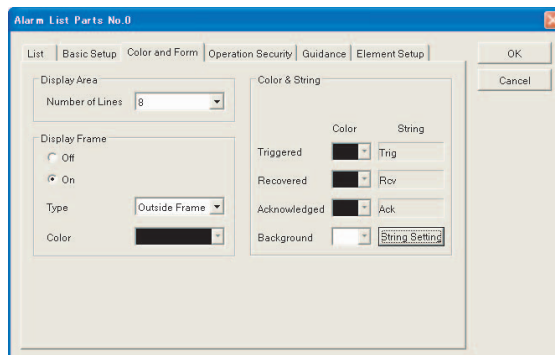 Alarm List Parts No.0
List Basic Setup Color and Form Operation Security Guidance Element Setup
OK
Cancel
Display Area
Number of Lines 8
Display Frame
Off
On
Type Outside Frame
Color
Color & String
Color String
Triggered Trig
Recovered Rcv
Acknowledged Ack
Background String Setting